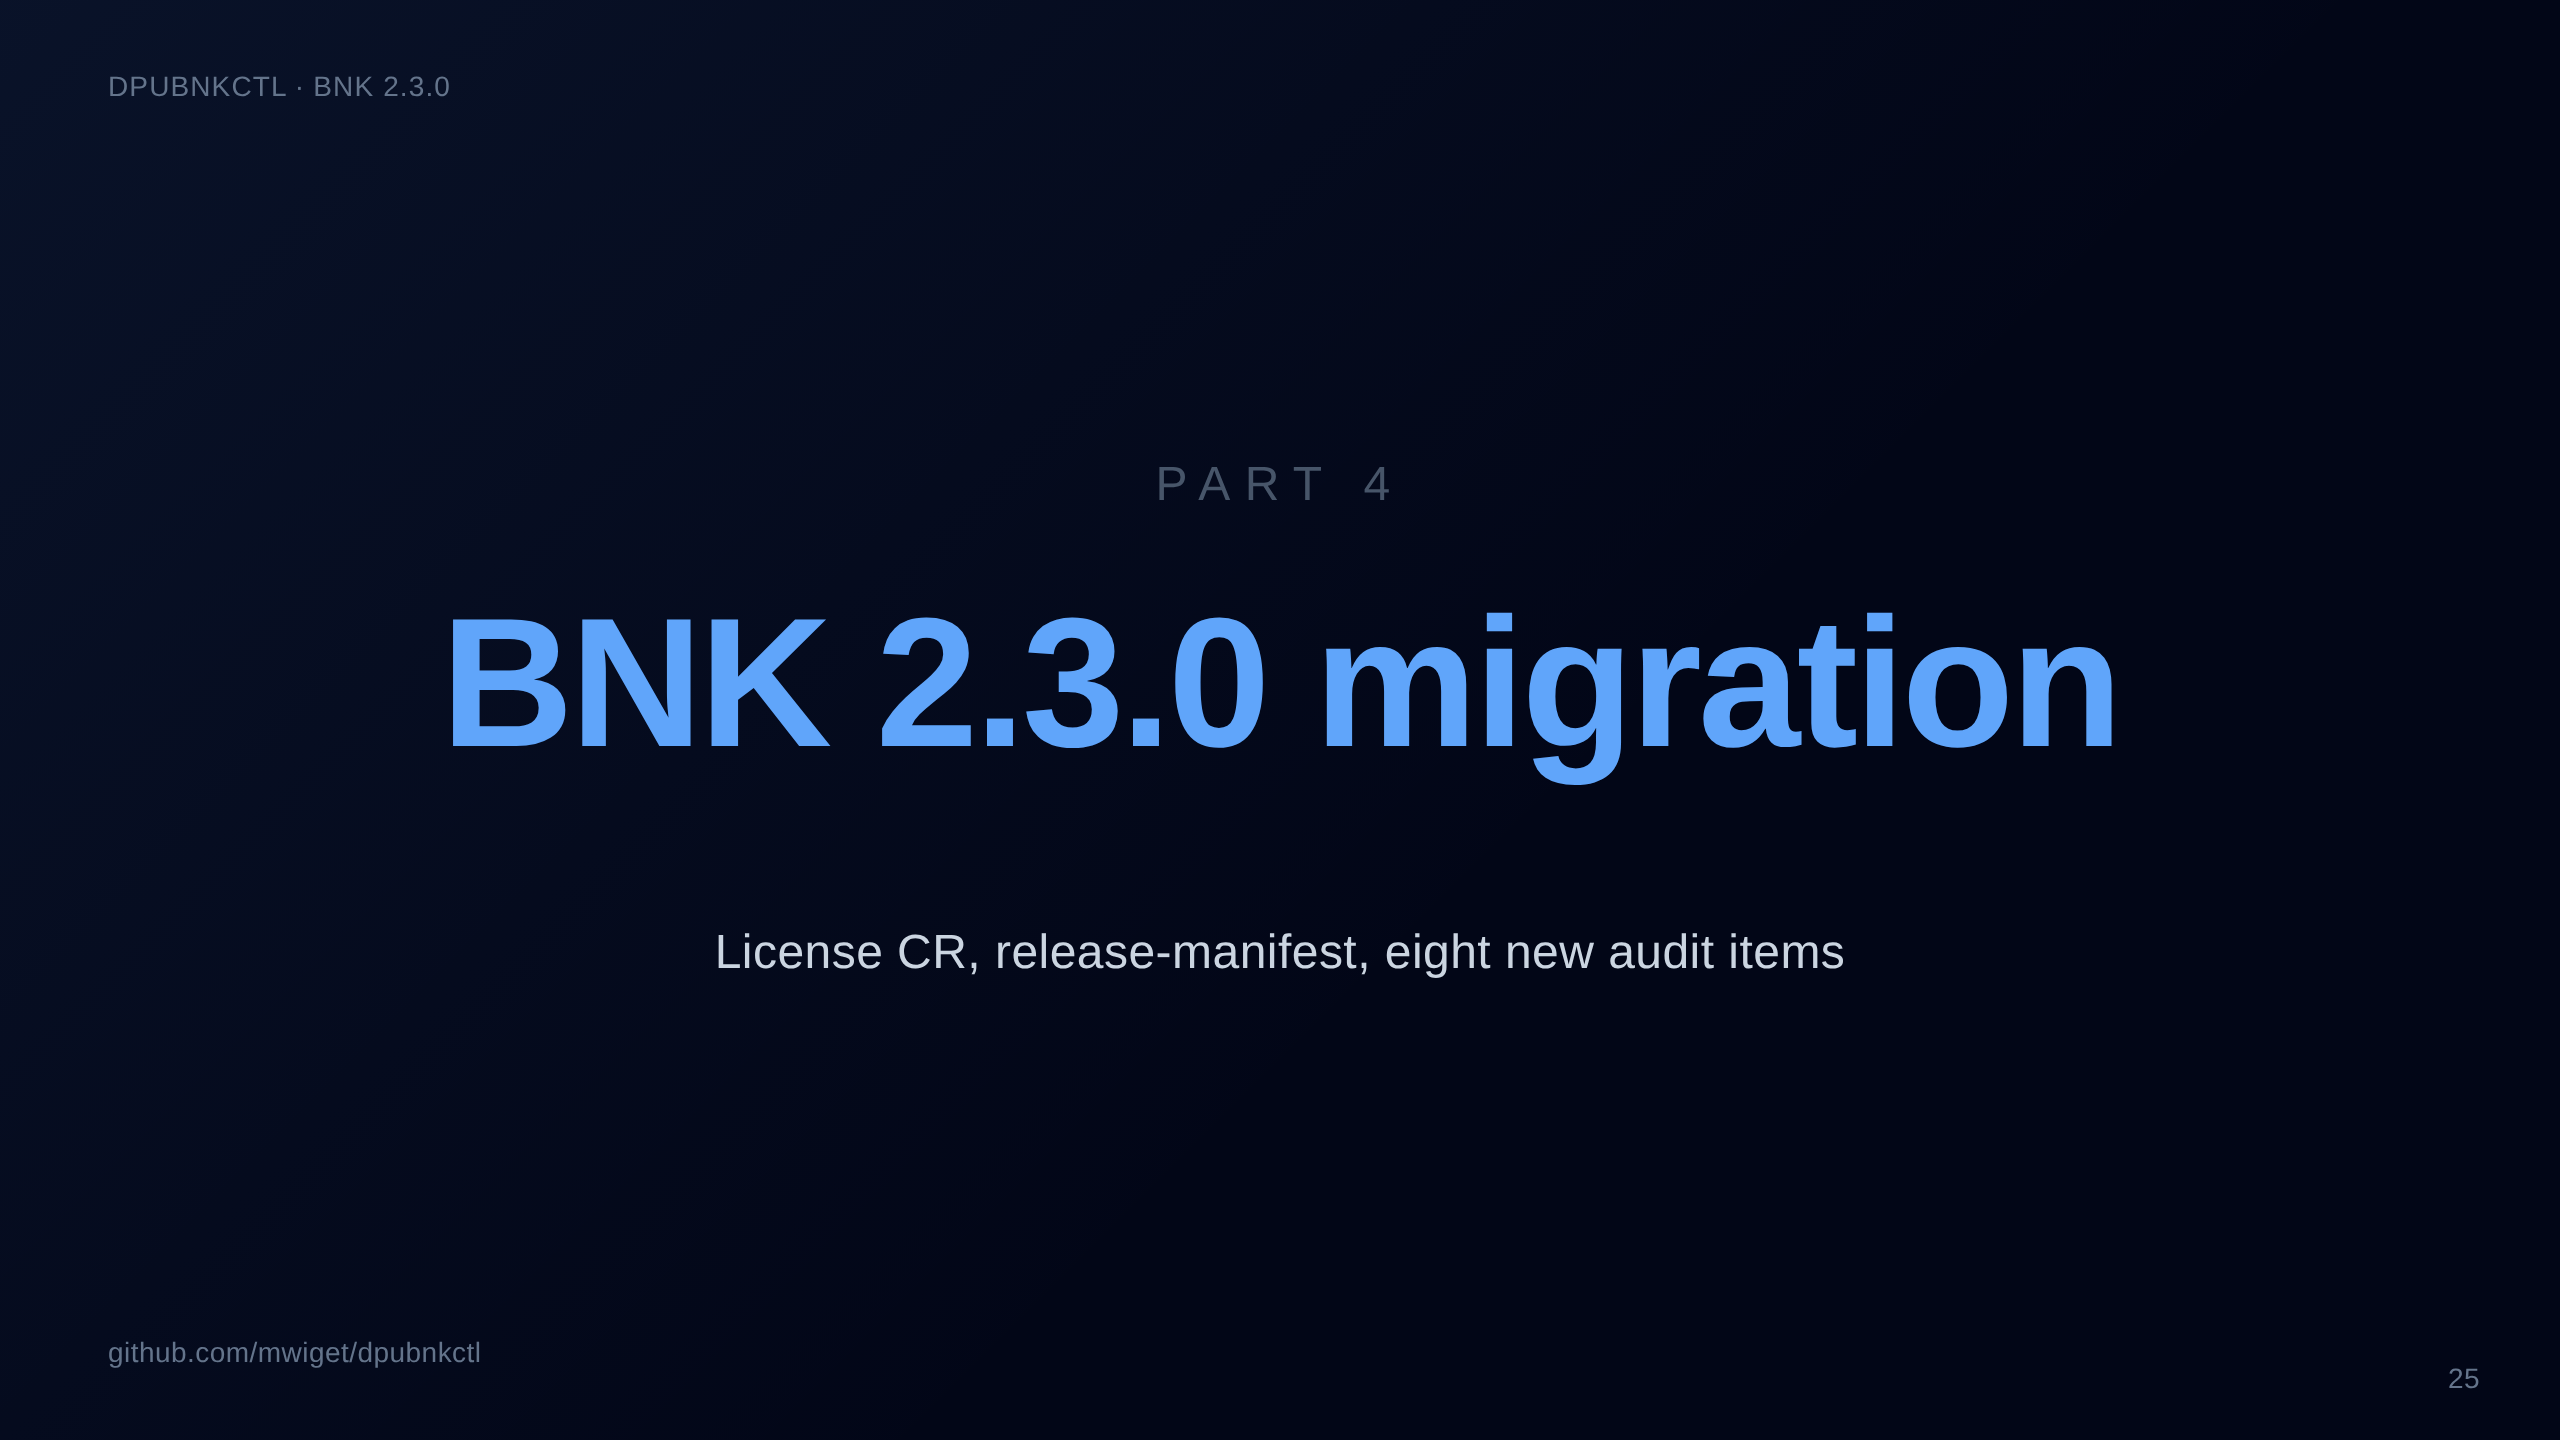 DPUBNKCTL · BNK 2.3.0
PART 4
BNK 2.3.0 migration
License CR, release-manifest, eight new audit items
github.com/mwiget/dpubnkctl
25